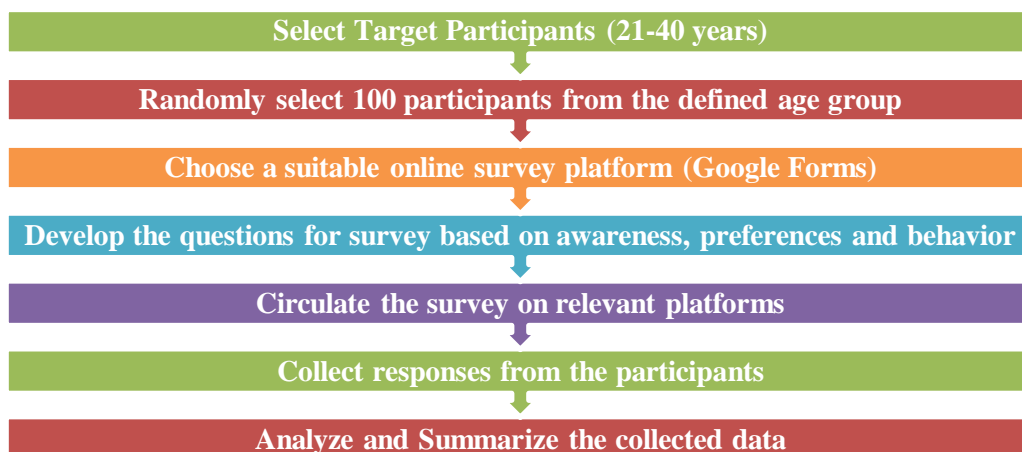 Select Target Participants (21-40 years)
Randomly select 100 participants from the defined age group
Choose a suitable online survey platform (Google Forms)
Develop the questions for survey based on awareness, preferences and behavior
Circulate the survey on relevant platforms
Collect responses from the participants
Analyze and Summarize the collected data